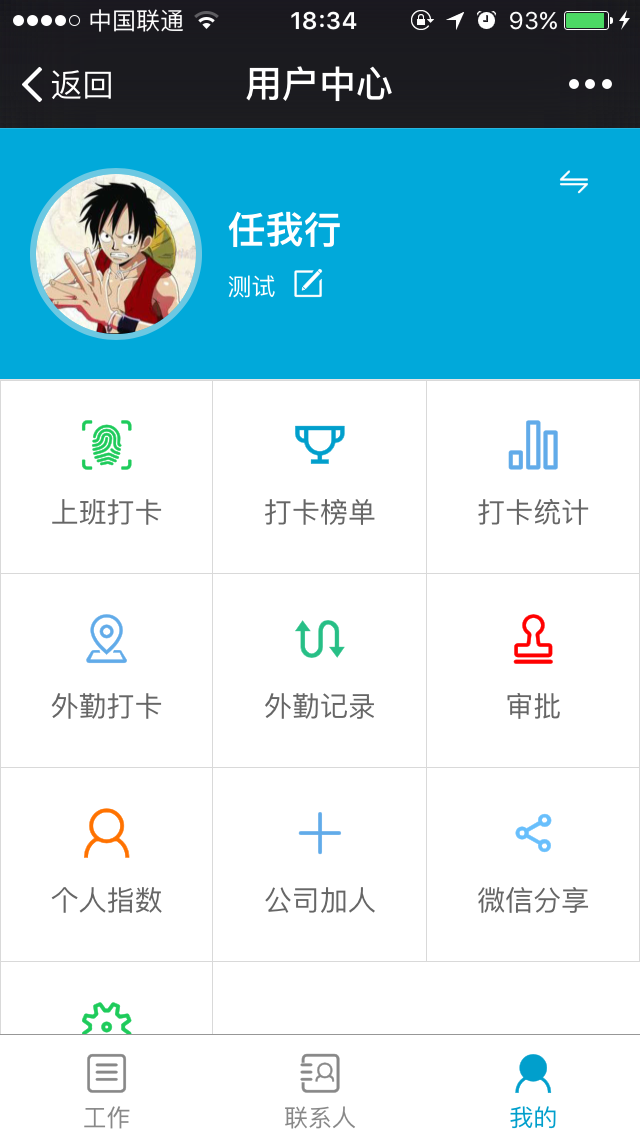 中国联通 18:34 93%
返回 用户中心
任我行
测试
上班打卡 打卡榜单 打卡统计
外勤打卡 外勤记录 审批
个人指数 公司加人 微信分享
工作 联系人 我的